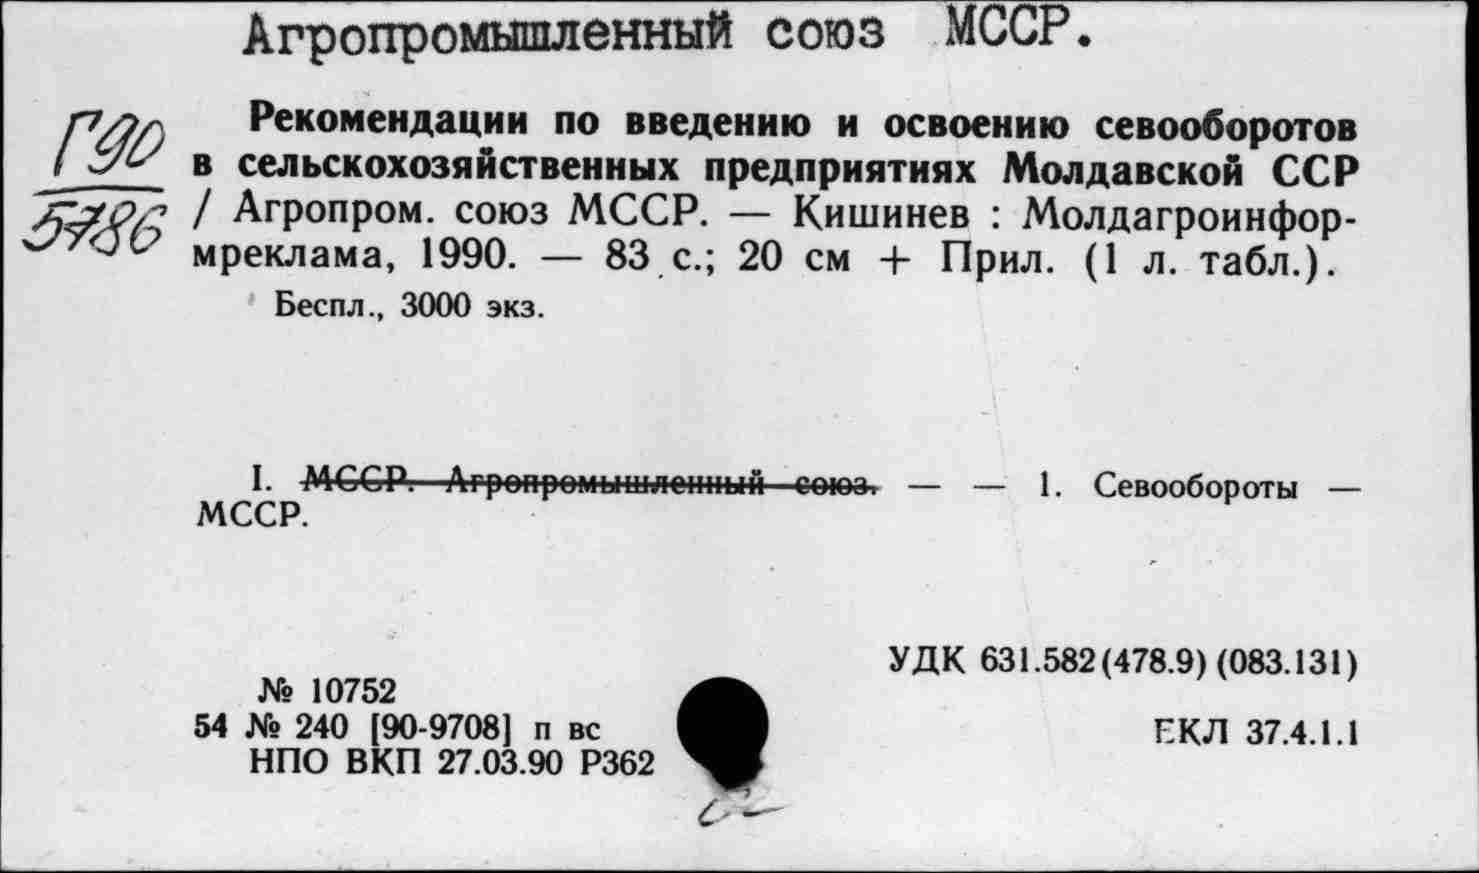 Агропромышленный союз МССР.
Г90
5786
Рекомендации по введению и освоению севооборотов
в сельскохозяйственных предприятиях Молдавской ССР
/ Агропром. союз МССР. — Кишинев : Молдагроинфор-
мреклама, 1990. — 83 с.; 20 см + Прил. (1 л. табл.).
Беспл., 3000 экз.
I. МССР. Агропромышленный союз. — — 1. Севообороты —
МССР.
УДК 631.582(478.9)(083.131)
№ 10752
54 № 240 [90-9708] п вс
ЕКЛ 37.4.1.1
НПО ВКП 27.03.90 Р362